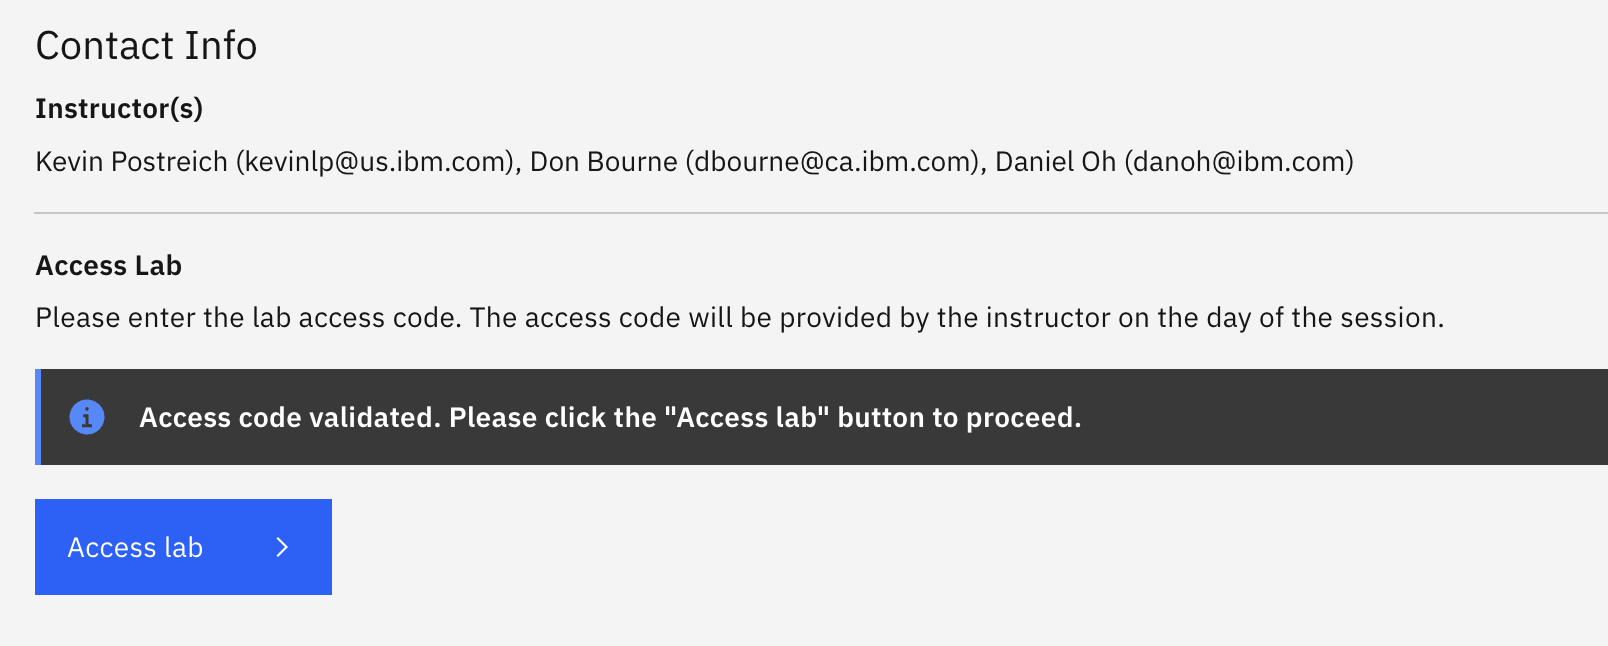 Contact Info
Instructor(s)
Kevin Postreich (kevinlp@us.ibm.com), Don Bourne (dbourne@ca.ibm.com), Daniel Oh (danoh@ibm.com)
Access Lab
Please enter the lab access code. The access code will be provided by the instructor on the day of the session.
Access code validated. Please click the "Access lab" button to proceed.
Access lab